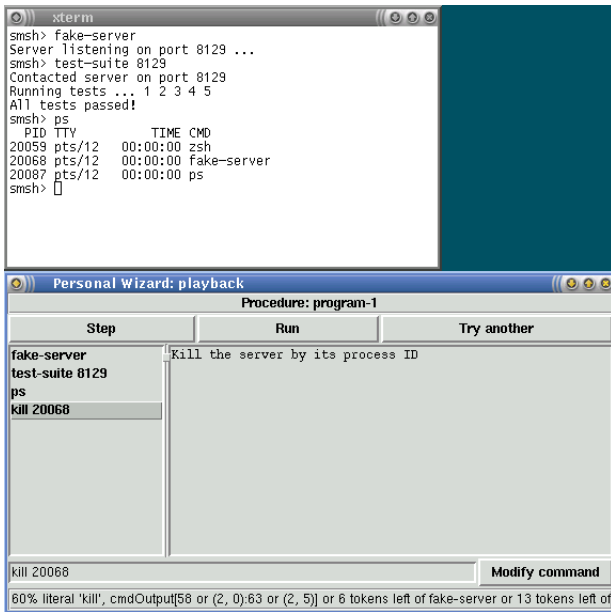 xterm
smsh> fake-server
Server listening on port 8129 ...
smsh> test-suite 8129
Contacted server on port 8129
Running tests ... 1 2 3 4 5
All tests passed!
smsh> ps
PID TTY TIME CMD
20059 pts/12 00:00:00 zsh
20068 pts/12 00:00:00 fake-server
20087 pts/12 00:00:00 ps
smsh>
Personal Wizard: playback
Procedure: program-1
Step Run Try another
fake-server
test-suite 8129
ps
kill 20068
Kill the server by its process ID
kill 20068
Modify command
60% literal 'kill', cmdOutput[58 or (2, 0):63 or (2, 5)] or 6 tokens left of fake-server or 13 tokens left of